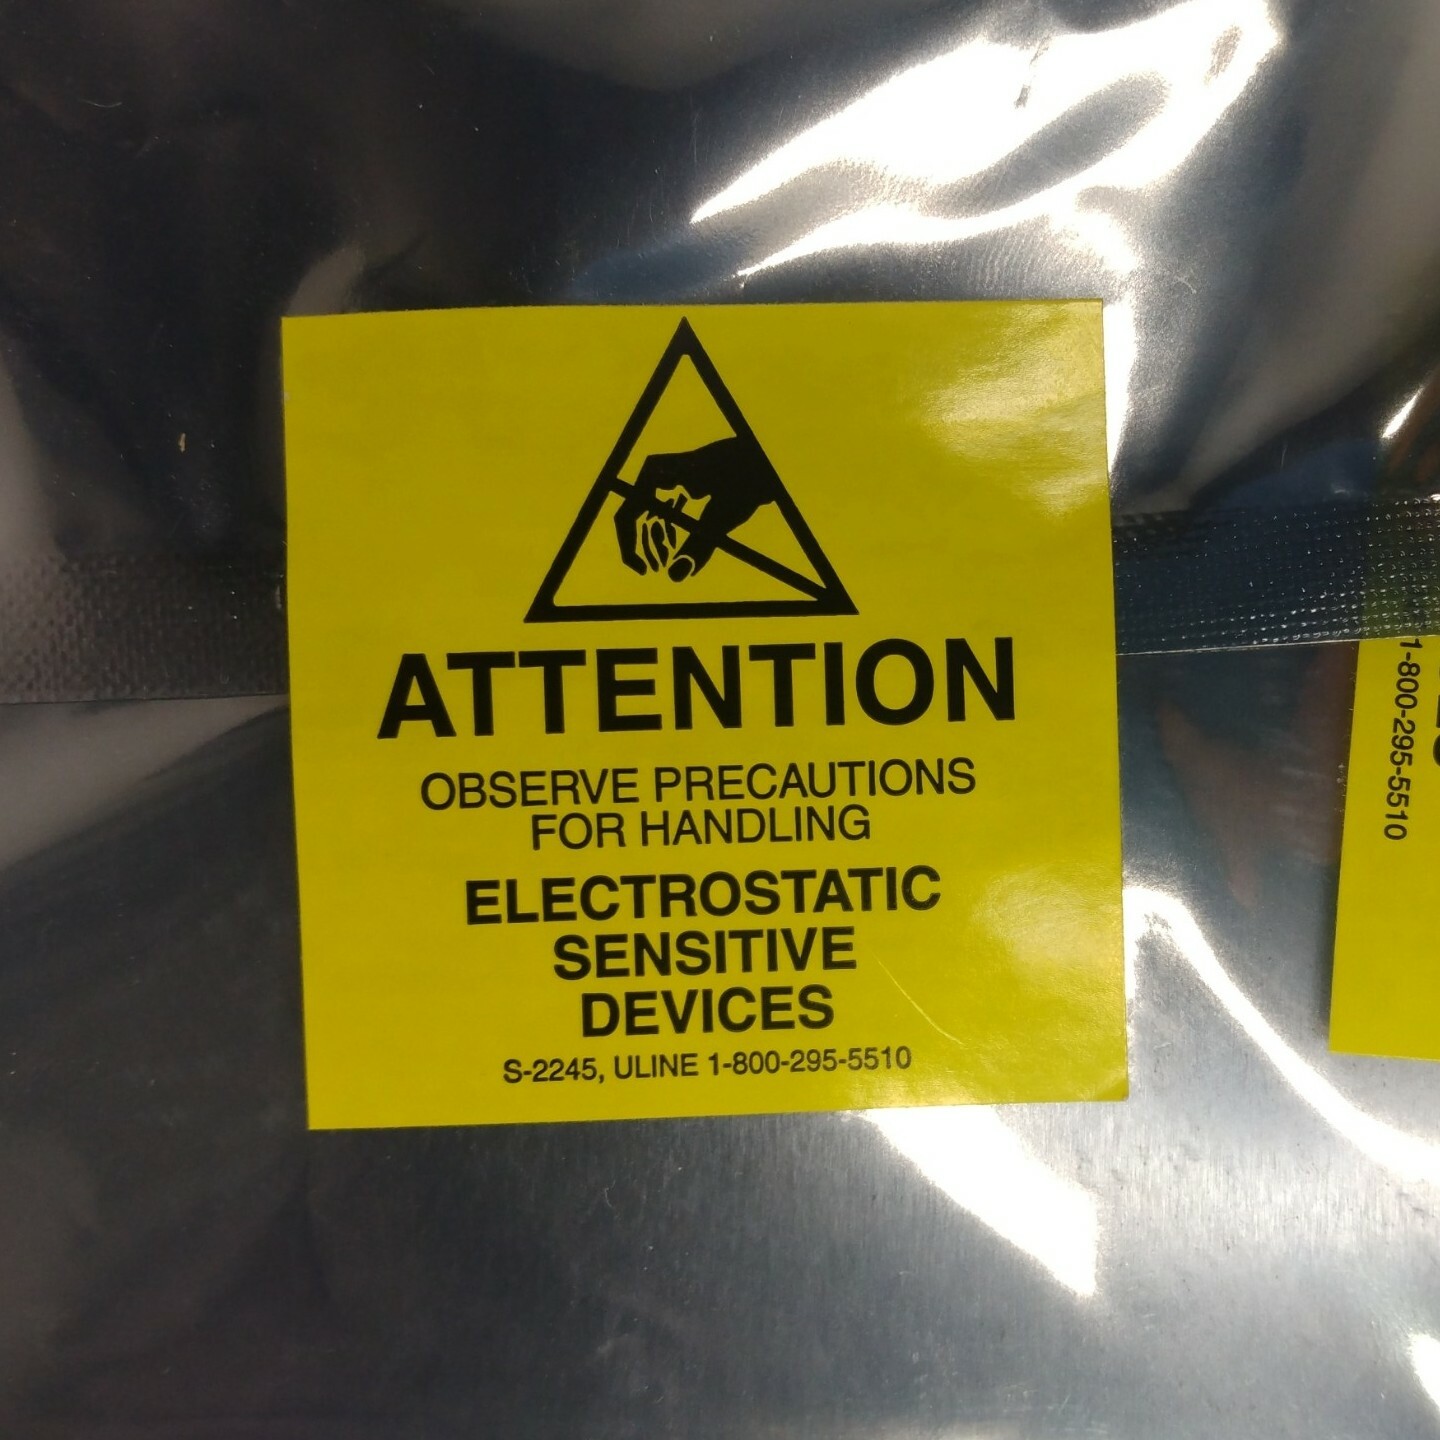 ATTENTION
OBSERVE PRECAUTIONS
FOR HANDLING
ELECTROSTATIC
SENSITIVE
DEVICES
S-2245, ULINE 1-800-295-5510
1-800-295-5510